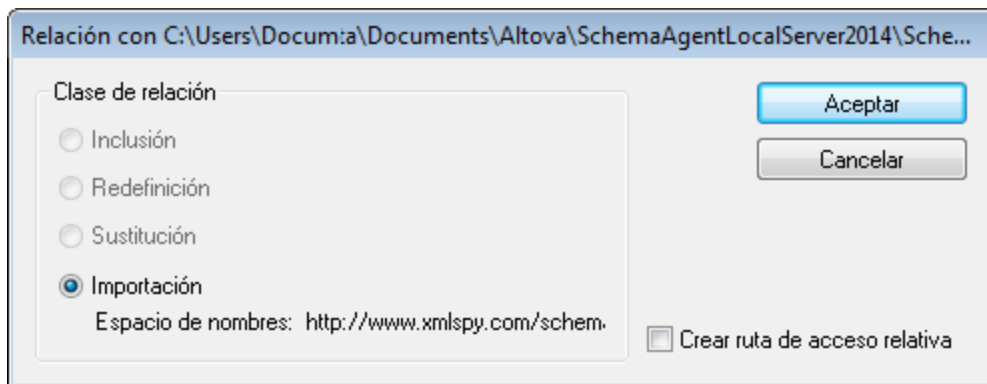 Relación con C:\Users\Docum:a\Documents\Altova\SchemaAgentLocalServer2014\Sche...
Clase de relación
Inclusión
Redefinición
Sustitución
Importación
Espacio de nombres: http://www.xmlspy.com/schem
Aceptar
Cancelar
Crear ruta de acceso relativa